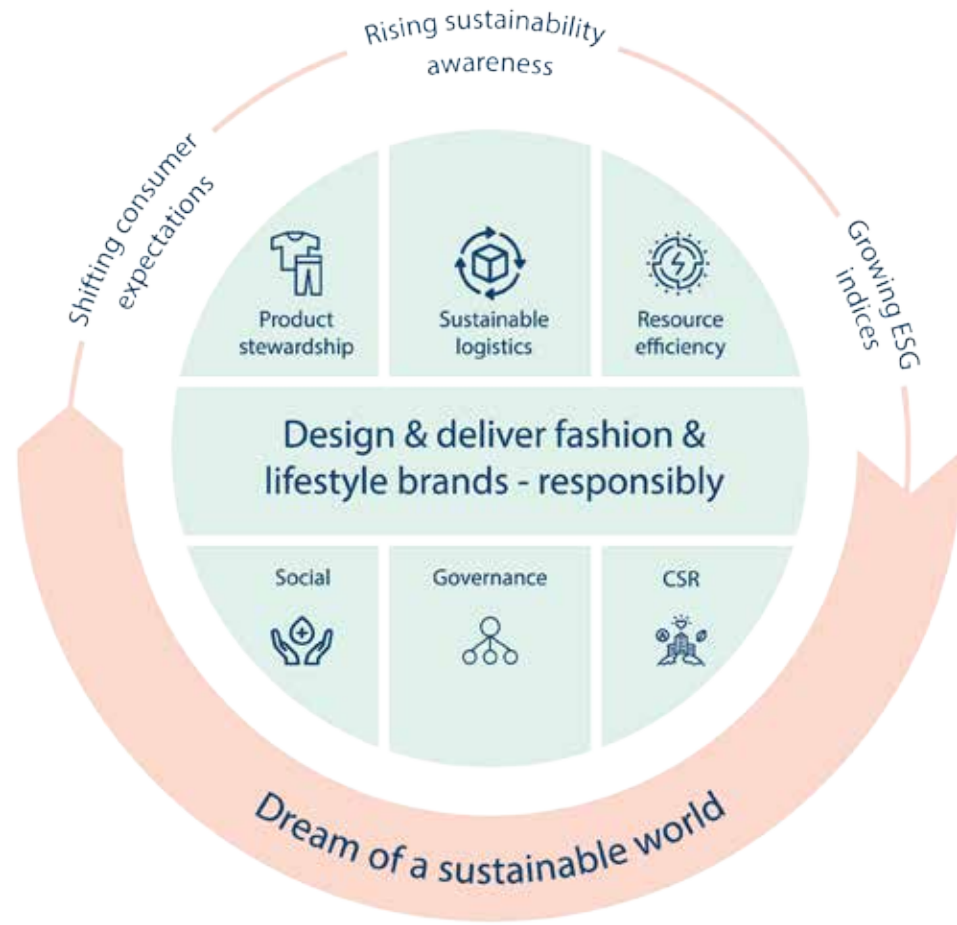 Rising sustainability
awareness
Shifting consumer
expectations
Growing ESG
indices
Product
stewardship
Sustainable
logistics
Resource
efficiency
Design & deliver fashion &
lifestyle brands - responsibly
Social
Governance
CSR
Dream of a sustainable world